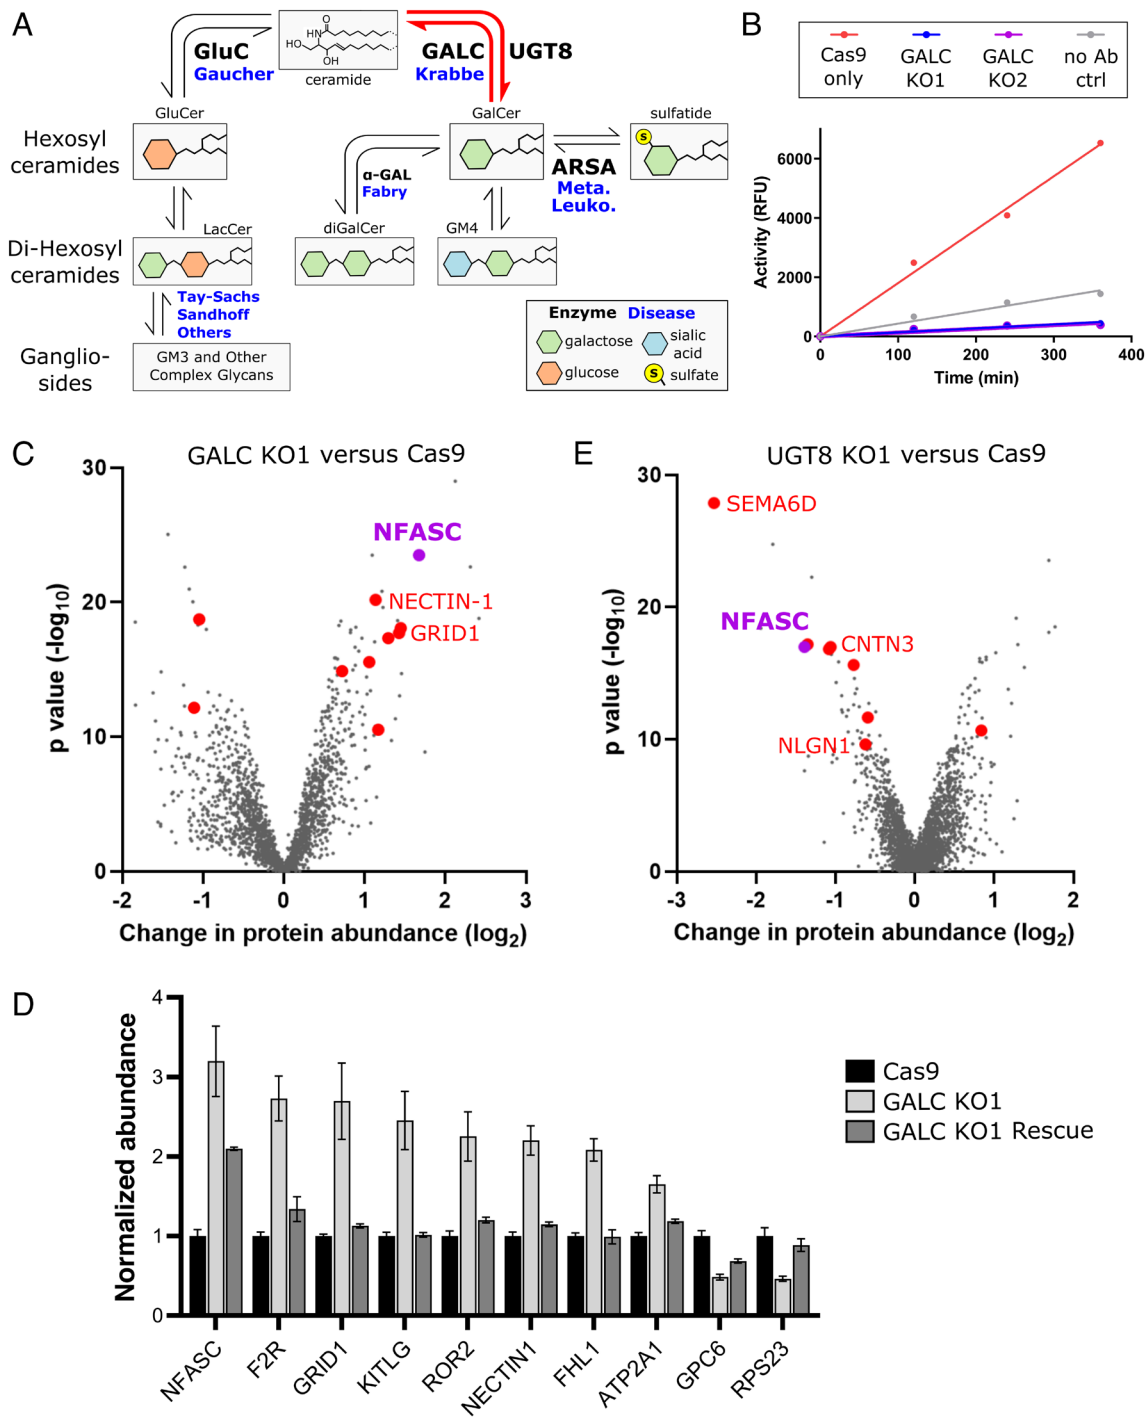 A
GluC
Gaucher
O
HN
HO
OH
ceramide
GALC
Krabbe
UGT8
Hexosyl
ceramides
GluCer
GalCer
sulfatide
S
α-GAL
Fabry
ARSA
Meta.
Leuko.
Di-Hexosyl
ceramides
LacCer
diGalCer
GM4
Tay-Sachs
Sandhoff
Others
Ganglio-
sides
GM3 and Other
Complex Glycans
Enzyme Disease
galactose
sialic
acid
glucose
S
sulfate
B
Cas9
only
GALC
KO1
GALC
KO2
no Ab
ctrl
Activity (RFU)
6000
4000
2000
0
0 100 200 300 400
Time (min)
C
GALC KO1 versus Cas9
p value (-log10)
30
20
10
0
NFASC
NECTIN-1
GRID1
-2 -1 0 1 2 3
Change in protein abundance (log2)
E
UGT8 KO1 versus Cas9
p value (-log10)
30
20
10
0
SEMA6D
NFASC
CNTN3
NLGN1
-3 -2 -1 0 1 2
Change in protein abundance (log2)
D
Normalized abundance
4
3
2
1
0
NFASC
F2R
GRID1
KITLG
ROR2
NECTIN1
FHL1
ATP2A1
GPC6
RPS23
Cas9
GALC KO1
GALC KO1 Rescue